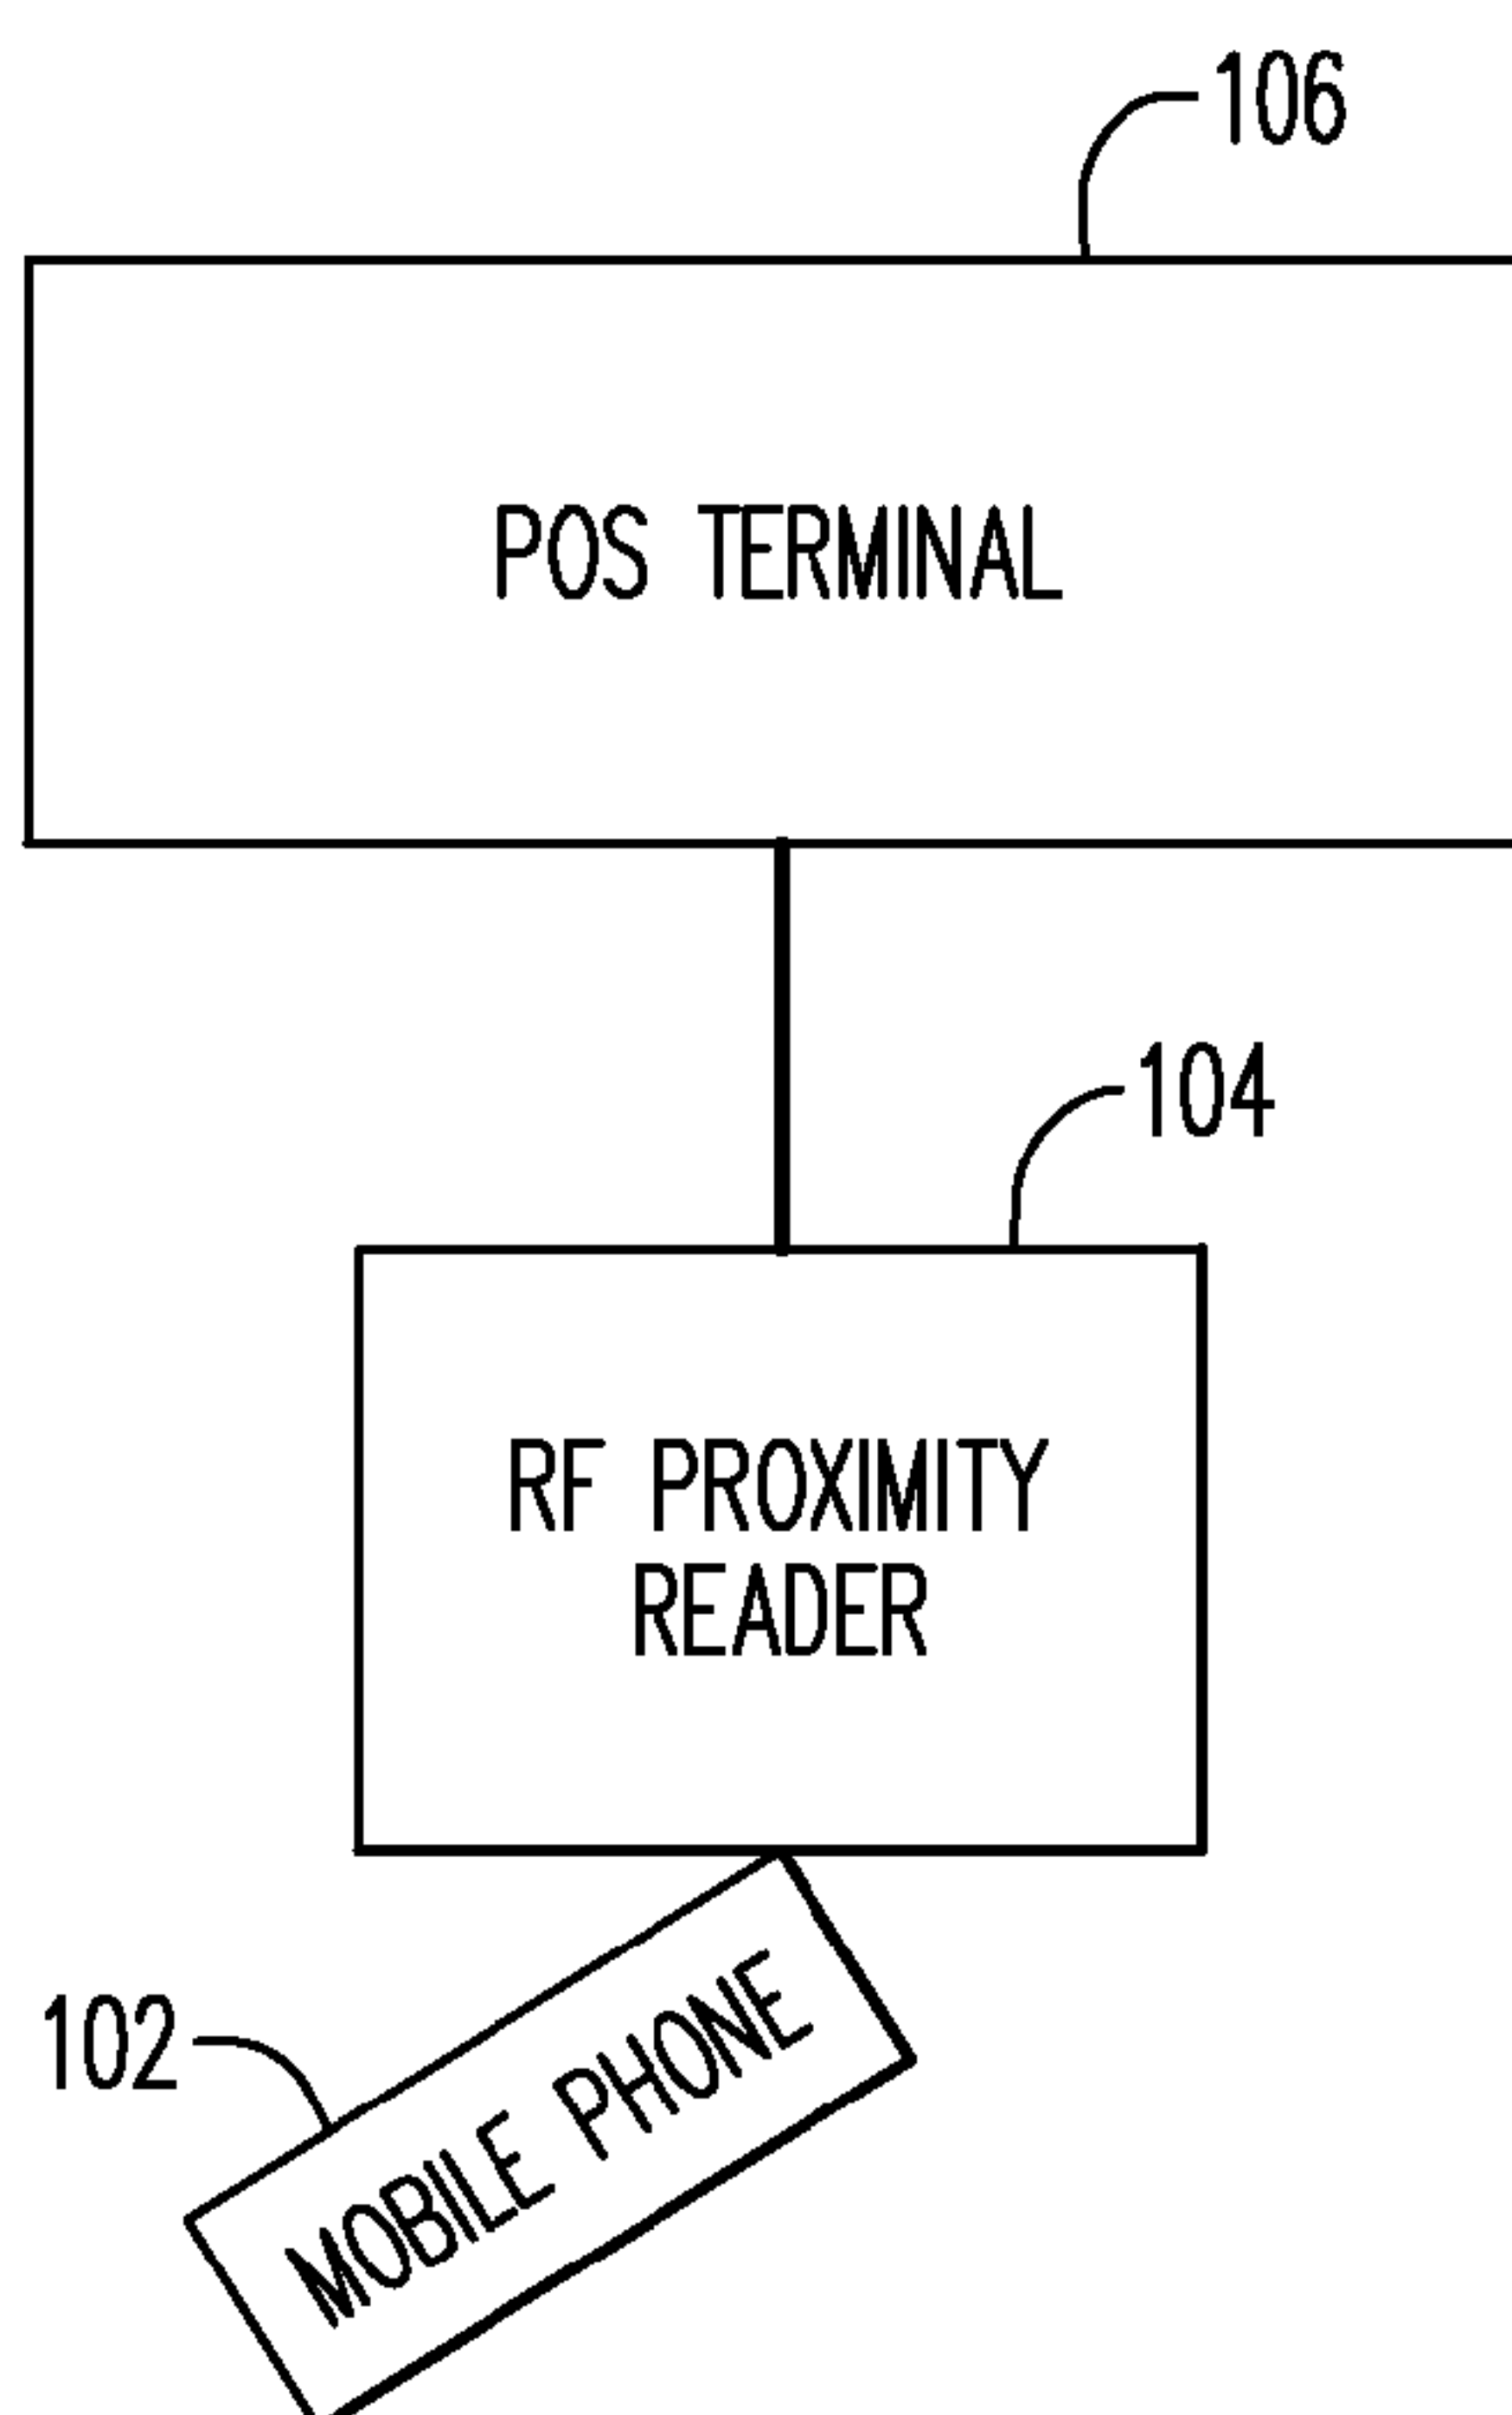 106
POS TERMINAL
104
RF PROXIMITY
READER
102
MOBILE PHONE